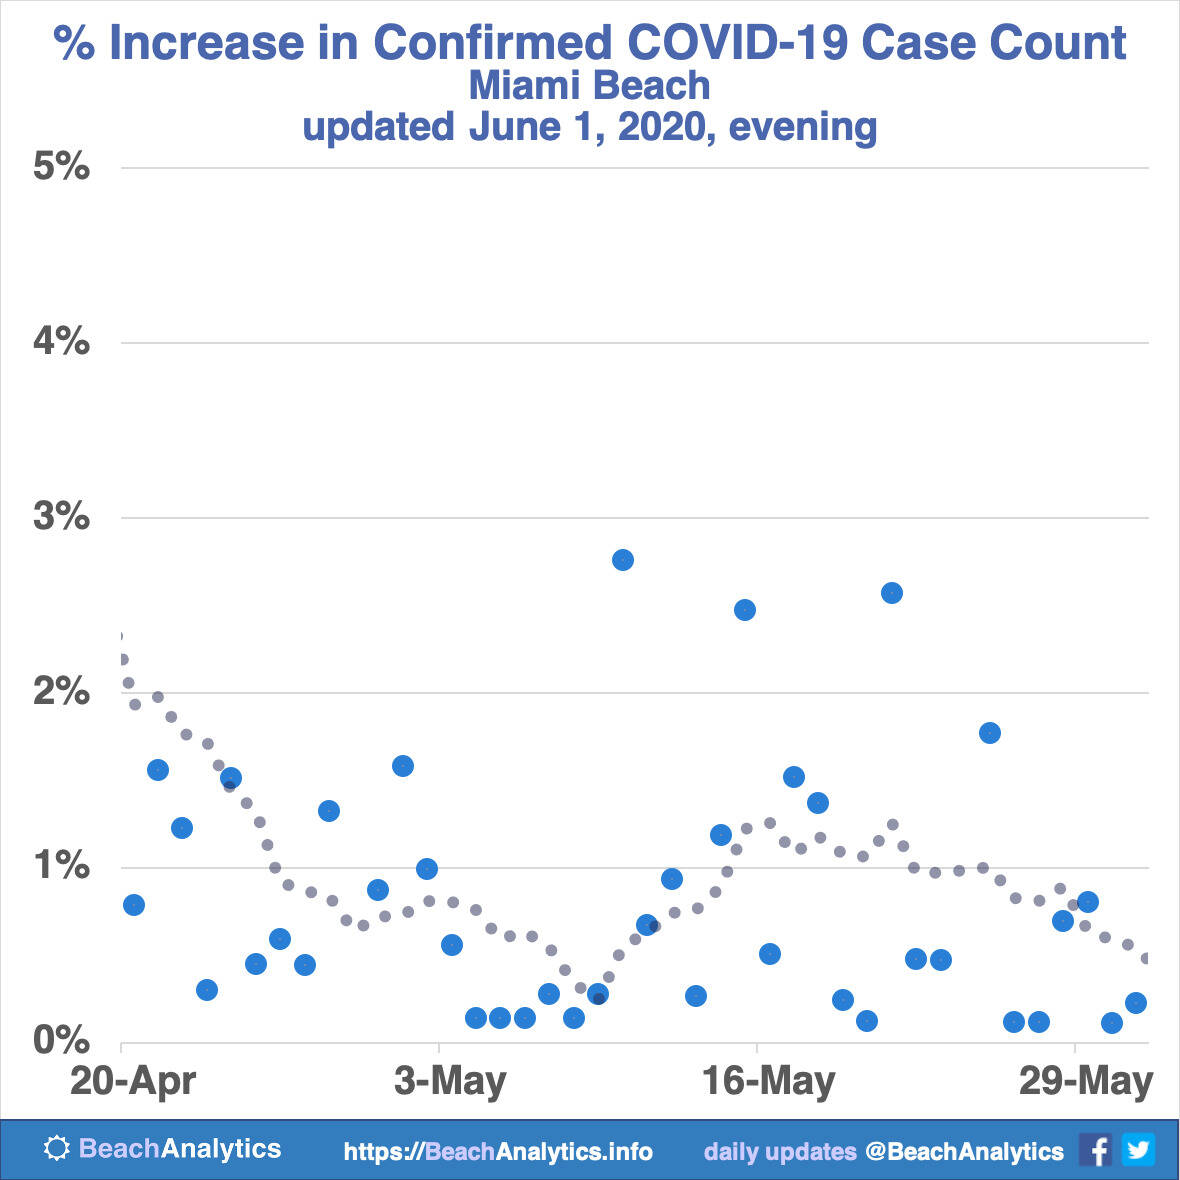 % Increase in Confirmed COVID-19 Case Count
Miami Beach
updated June 1, 2020, evening
5%
4%
3%
2%
1%
0%
20-Apr 3-May 16-May 29-May
BeachAnalytics https://BeachAnalytics.info daily updates @BeachAnalytics f